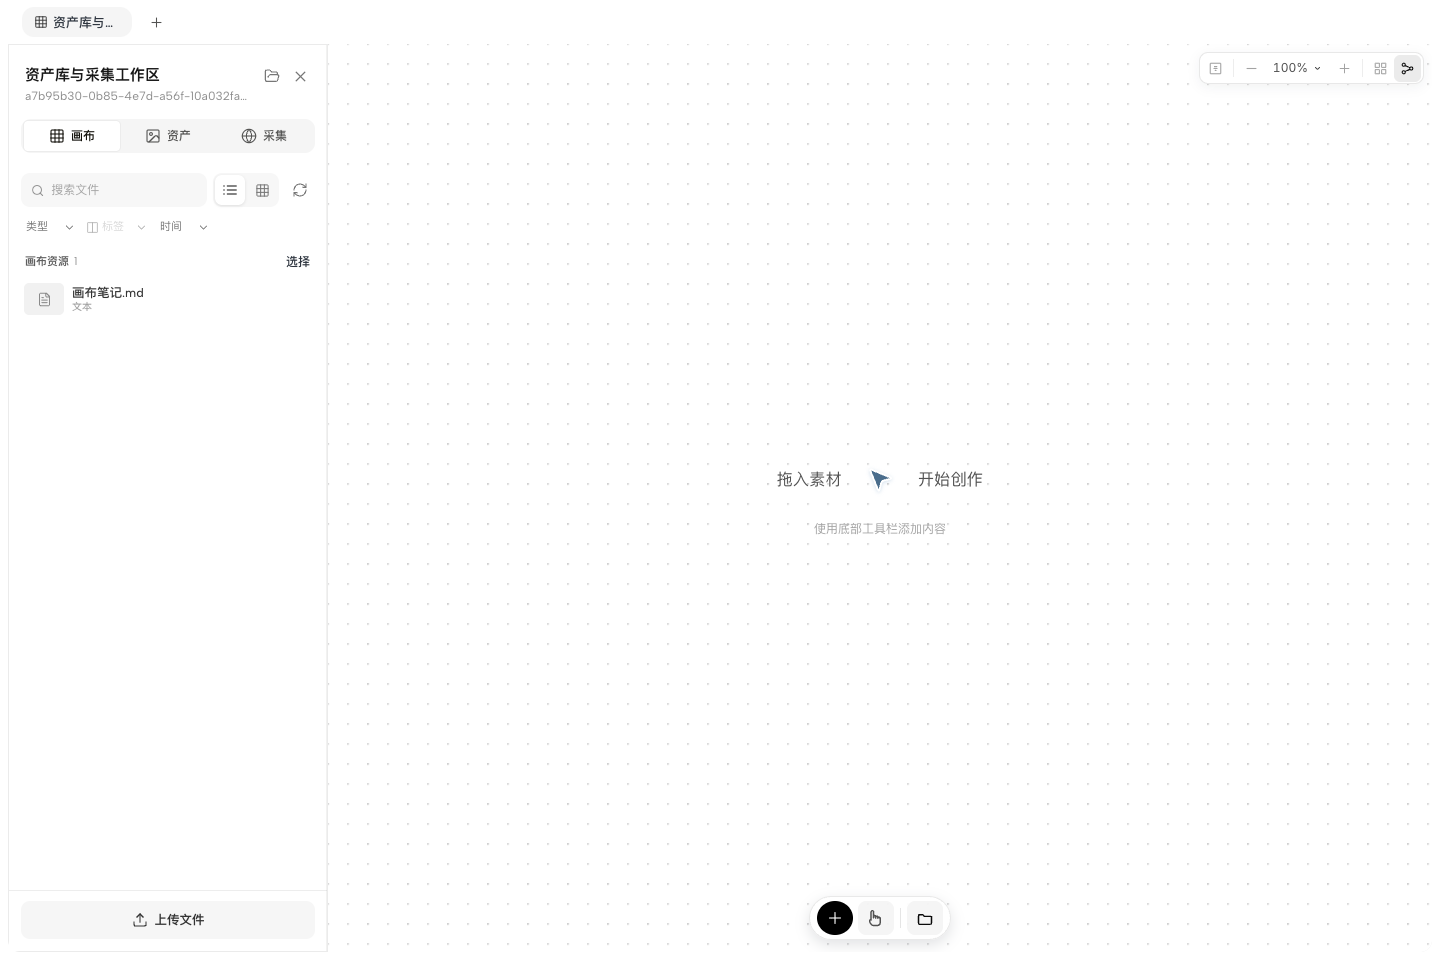 资产库与...
资产库与采集工作区
a7b95b30-0b85-4e7d-a56f-10a032fa...
画布
资产
采集
搜索文件
类型
标签
时间
画布资源 1
选择
画布笔记.md
文本
上传文件
100%
拖入素材
开始创作
使用底部工具栏添加内容